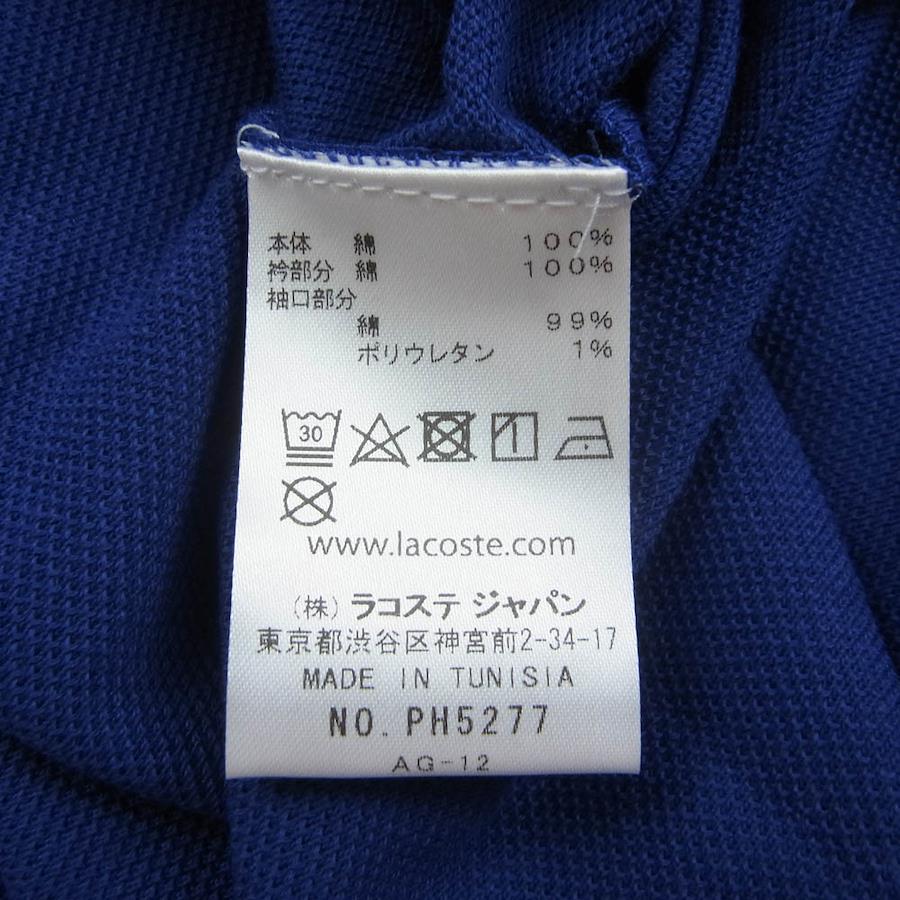 本体 綿 100%
衿部分 綿 100%
袖口部分
綿 99%
ポリウレタン 1%
30
www.lacoste.com
(株) ラコステ ジャパン
東京都渋谷区神宮前2-34-17
MADE IN TUNISIA
NO. PH5277
AG-12